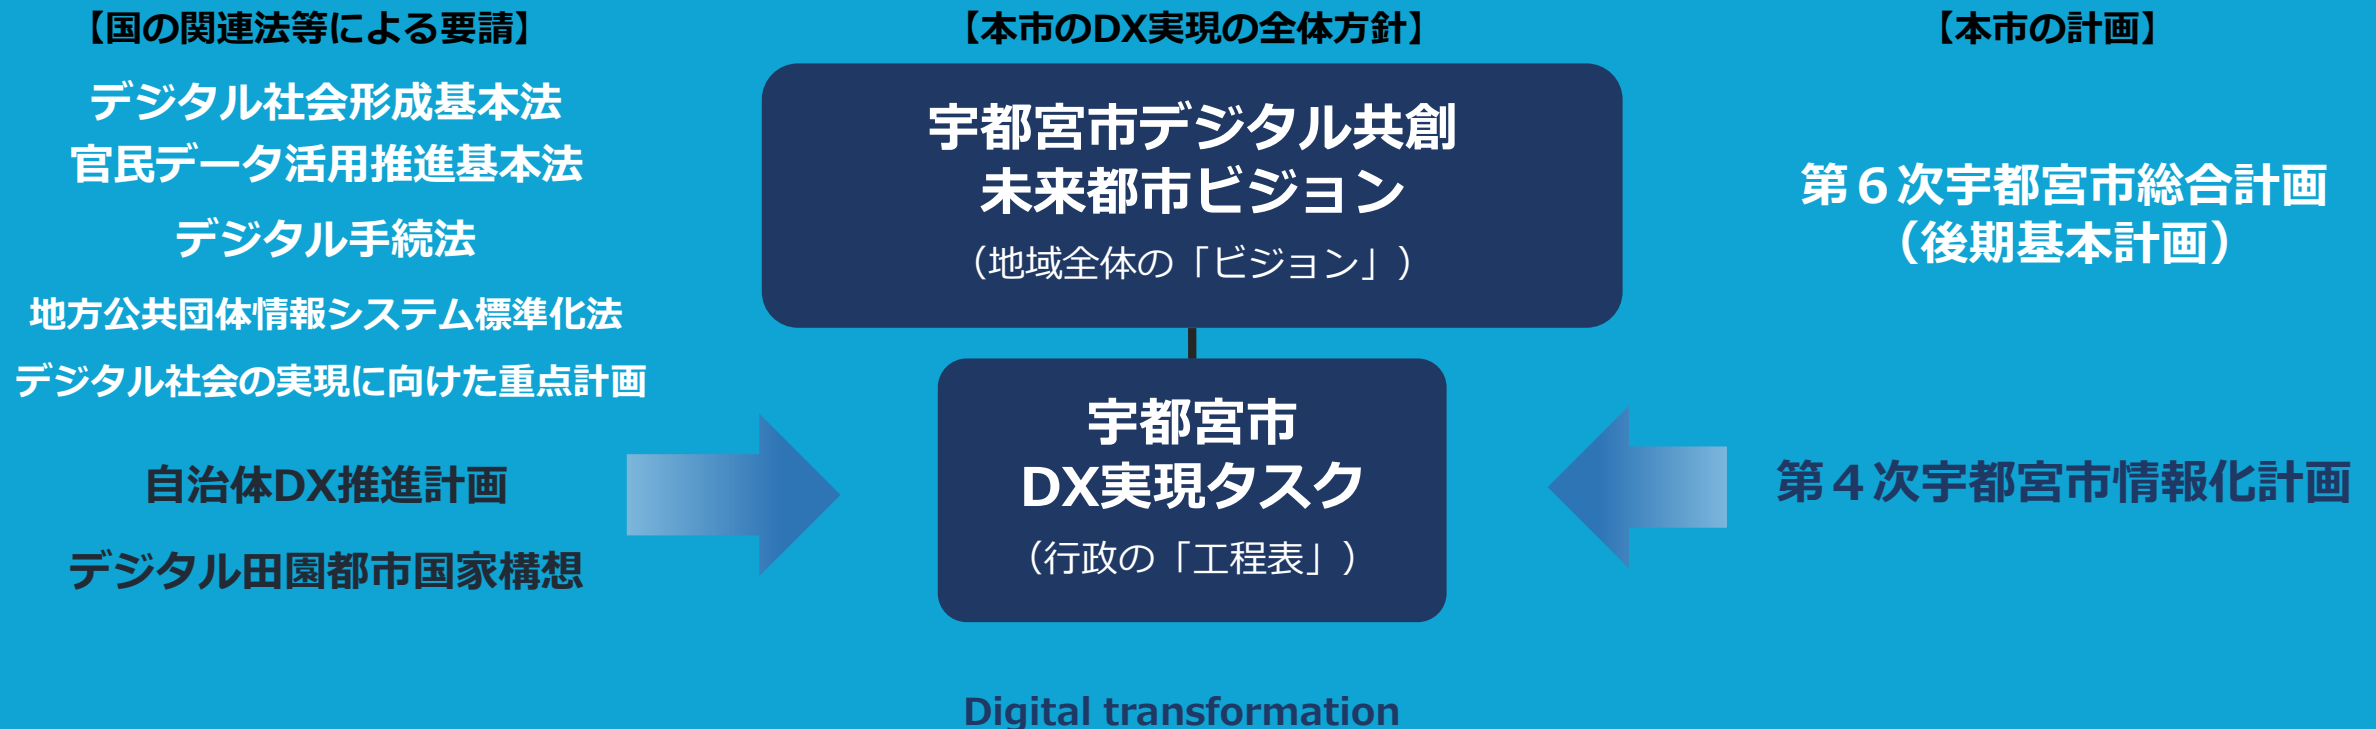 【国の関連法等による要請】
デジタル社会形成基本法
官民データ活用推進基本法
デジタル手続法
地方公共団体情報システム標準化法
デジタル社会の実現に向けた重点計画
自治体DX推進計画
デジタル田園都市国家構想
【本市のDX実現の全体方針】
宇都宮市デジタル共創
未来都市ビジョン
（地域全体の「ビジョン」）
宇都宮市
DX実現タスク
（行政の「工程表」）
【本市の計画】
第６次宇都宮市総合計画
（後期基本計画）
第４次宇都宮市情報化計画
Digital transformation